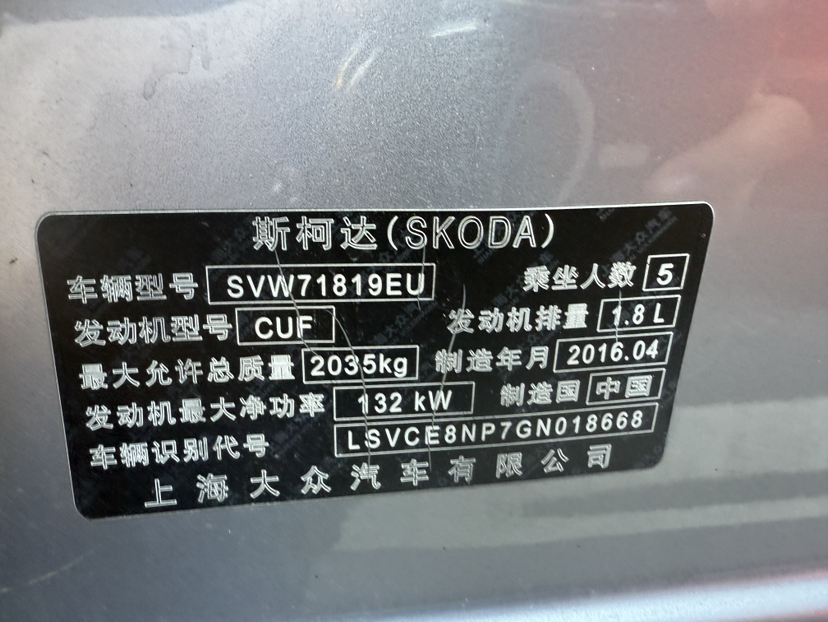 斯柯达(SKODA)
车辆型号 SVW71819EU 乘坐人数 5
发动机型号 CUF 发动机排量 1.8 L
最大允许总质量 2035kg 制造年月 2016.04
发动机最大净功率 132 kW 制造国 中国
车辆识别代号 LSVCE8NP7GN018668
上海大众汽车有限公司